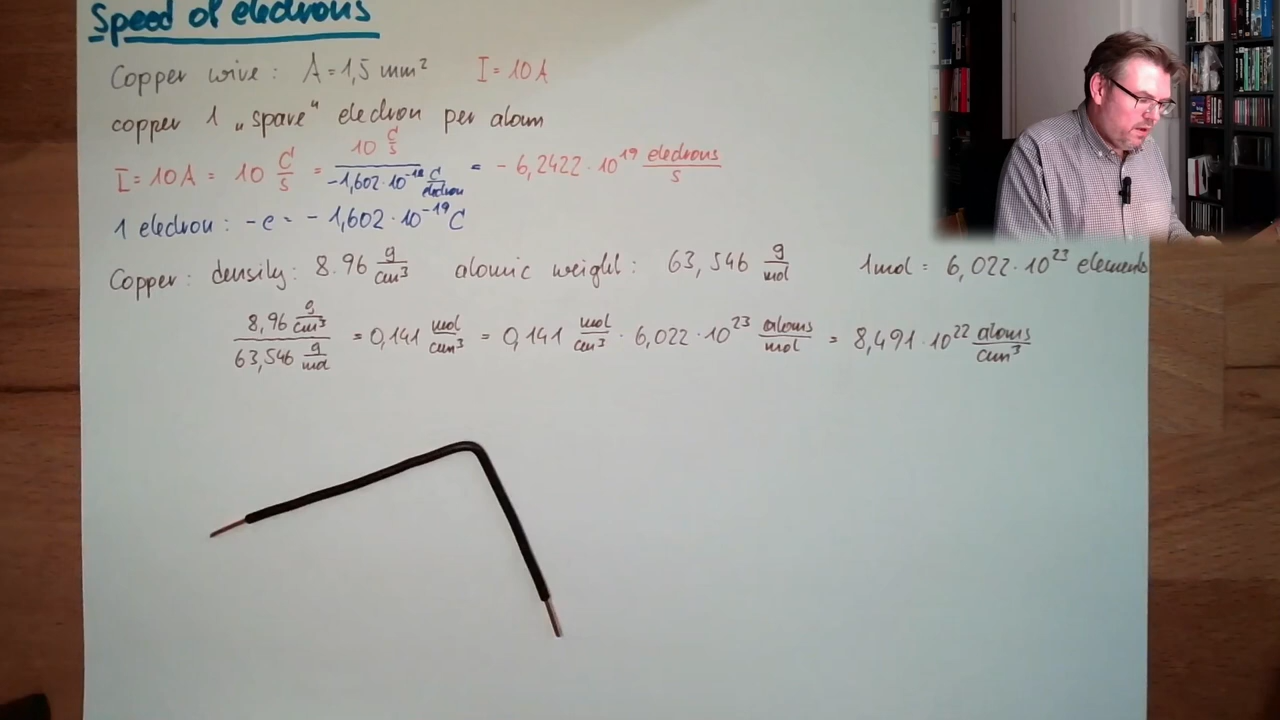 Speed of electrons
Copper wire: A = 1,5 mm² I = 10 A
copper 1 „spare" electron per atom
I = 10 A = 10 C/s = 10 C/s / -1,602 · 10⁻¹⁹ C/electron = - 6,2422 · 10¹⁹ electrons/s
1 electron: -e = - 1,602 · 10⁻¹⁹ C
Copper: density: 8.96 g/cm³ atomic weight: 63,546 g/mol 1 mol = 6,022 · 10²³ elements
8,96 g/cm³ / 63,546 g/mol = 0,141 mol/cm³ = 0,141 mol/cm³ · 6,022 · 10²³ atoms/mol = 8,491 · 10²² atoms/cm³